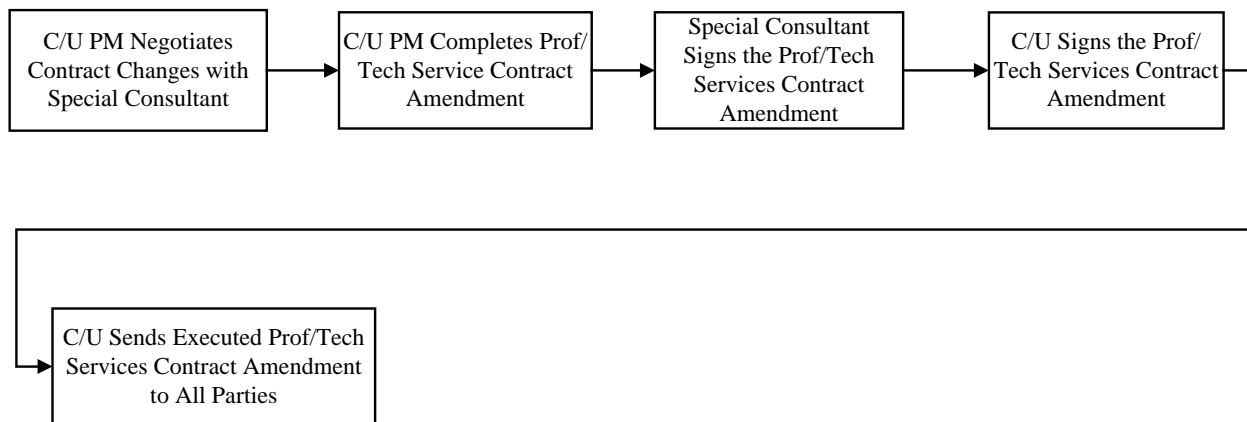 C/U PM Negotiates
Contract Changes with
Special Consultant
C/U PM Completes Prof/
Tech Service Contract
Amendment
Special Consultant
Signs the Prof/Tech
Services Contract
Amendment
C/U Signs the Prof/
Tech Services Contract
Amendment
C/U Sends Executed Prof/Tech
Services Contract Amendment
to All Parties